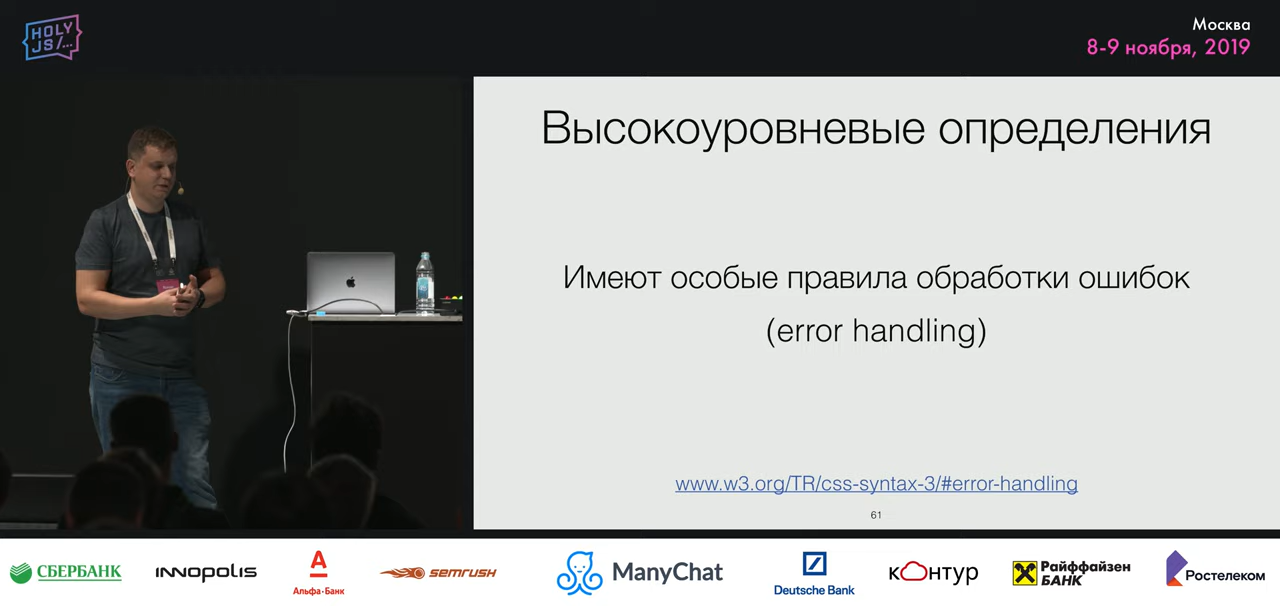 HOLY
JS/...
Москва
8-9 ноября, 2019
Высокоуровневые определения
Имеют особые правила обработки ошибок
(error handling)
www.w3.org/TR/css-syntax-3/#error-handling
61
СБЕРБАНК
INNOPOLIS
А
Альфа·Банк
semrush
ManyChat
Deutsche Bank
кОнтур
Райффайзен
БАНК
Ростелеком